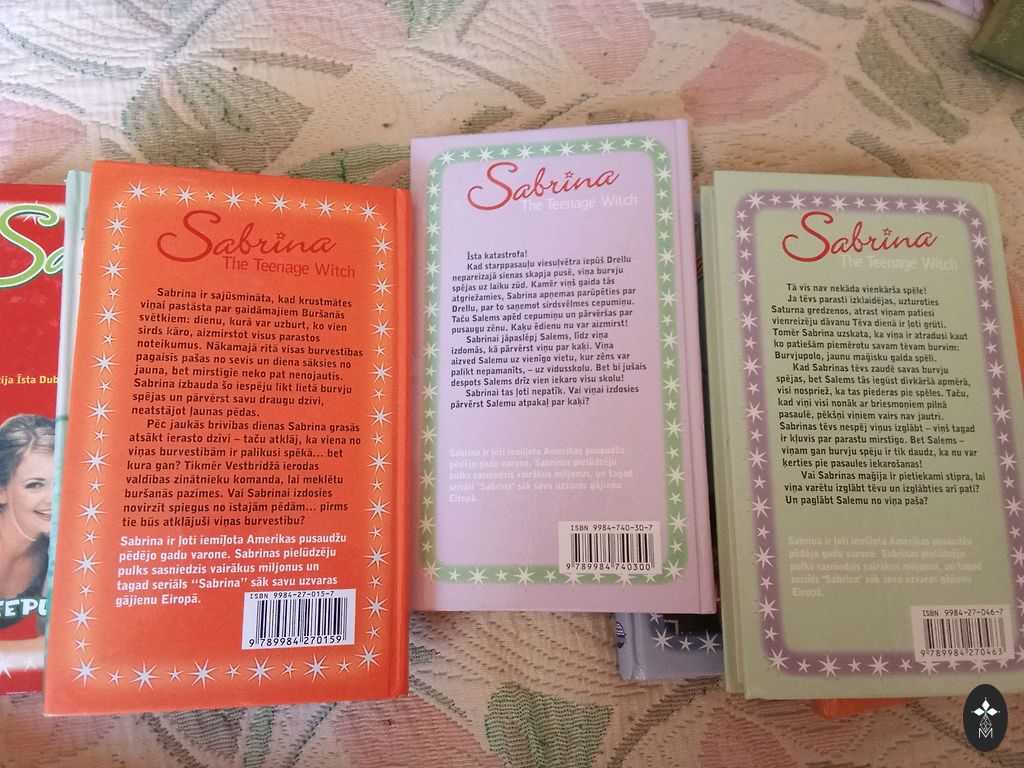 Sa
ija Īsta Dub
EEPU
Sabrina
The Teenage Witch
Sabrina ir sajūsmināta, kad krustmātes
viņai pastāsta par gaidāmajiem Buršanās
svētkiem: dienu, kurā var uzburt, ko vien
sirds kāro, aizmirstot visus parastos
noteikumus. Nākamajā rītā visas burvestības
pagaisīs pašas no sevis un diena sāksies no
jauna, bet mirstīgie neko pat nenojautīs.
Sabrina izbauda šo iespēju likt lietā burvju
spējas un pārvērst savu draugu dzīvi,
neatstājot ļaunas pēdas.
Pēc jaukās brīvības dienas Sabrina grasās
atsākt ierasto dzīvi – taču atklāj, ka viena no
viņas burvestībām ir palikusi spēkā... bet
kura gan? Tikmēr Vestbridžā ierodas
valdības zinātnieku komanda, lai meklētu
buršanās pazīmes. Vai Sabrinai izdosies
novirzīt spiegus no īstajām pēdām... pirms
tie būs atklājuši viņas burvestību?
Sabrina ir ļoti iemīļota Amerikas pusaudžu
pēdējo gadu varone. Sabrinas pielūdzēju
pulks sasniedzis vairākus miljonus un
tagad seriāls “Sabrina” sāk savu uzvaras
gājienu Eiropā.
ISBN 9984-27-015-7
9 789984 270159
Sabrina
The Teenage Witch
Īsta katastrofa!
Kad starppasauļu viesuļvētra iepūš Drellu
nepareizajā sienas skapja pusē, viņa burvju
spējas uz laiku zūd. Kamēr viņš gaida tās
atgriežamies, Sabrina apņemas parūpēties par
Drellu, par to saņemot sirdsvēlmes cepumiņu.
Taču Salems apēd cepumiņu un pārvēršas par
pusaugu zēnu. Kaķu ēdienu nu var aizmirst!
Sabrinai jāpaslēpj Salems, līdz viņa
izdomās, kā pārvērst viņu par kaķi. Viņa
aizved Salemu uz vienīgo vietu, kur zēns var
palikt nepamanīts, – uz vidusskolu. Bet bijušais
despots Salems drīz vien iekaro visu skolu!
Sabrinai tas ļoti nepatīk. Vai viņai izdosies
pārvērst Salemu atpakaļ par kaķi?
Sabrina ir ļoti iemīļota Amerikas pusaudžu
pēdējo gadu varone. Sabrinas pielūdzēju
pulks sasniedzis vairākus miljonus, un tagad
seriāls "Sabrina" sāk savu uzvaras gājienu
Eiropā.
ISBN 9984-740-30-7
9 789984 740300
Sabrina
The Teenage Witch
Tā vis nav nekāda vienkārša spēle!
Ja tēvs parasti izklaidējas, uzturoties
Saturna gredzenos, atrast viņam patiesi
vienreizēju dāvanu Tēva dienā ir ļoti grūti.
Tomēr Sabrina uzskata, ka viņa ir atradusi kaut
ko patiešām piemērotu savam tēvam burvim:
Burvjupolo, jaunu maģisku galda spēli.
Kad Sabrinas tēvs zaudē savas burvju
spējas, bet Salems tās iegūst divkāršā apmērā,
visi nospriež, ka tas piederas pie spēles. Taču,
kad viņi visi nonāk ar briesmoņiem pilnā
pasaulē, pēkšņi viņiem vairs nav jautri.
Sabrinas tēvs nespēj viņus izglābt – viņš tagad
ir kļuvis par parastu mirstīgo. Bet Salems –
viņam gan burvju spēju ir tik daudz, ka nu var
ķerties pie pasaules iekarošanas!
Vai Sabrinas maģija ir pietiekami stipra, lai
viņa varētu izglābt tēvu un izglābties arī pati?
Un paglābt Salemu no viņa paša?
Sabrina ir ļoti iemīļota Amerikas pusaudžu
pēdējo gadu varone. Sabrinas pielūdzēju
pulks sasniedzis vairākus miljonus, un tagad
seriāls "Sabrina" sāk savu uzvaras gājienu
Eiropā.
ISBN 9984-27-046-7
9 789984 270463
M